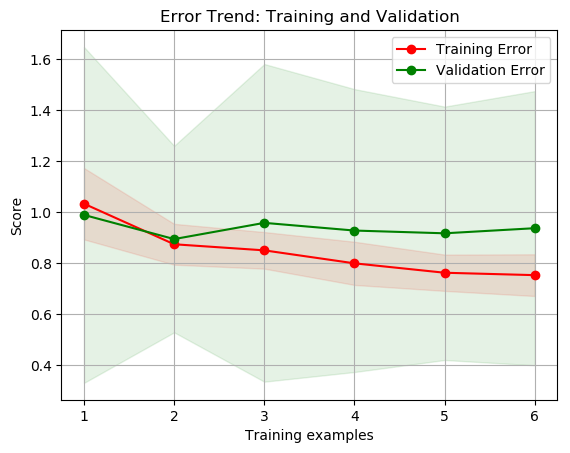 Error Trend: Training and Validation
Training Error
Validation Error
Score
1.6
1.4
1.2
1.0
0.8
0.6
0.4
1 2 3 4 5 6
Training examples